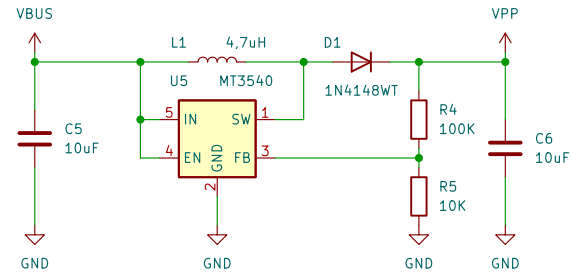 VBUS
VPP
L1
4,7uH
D1
U5
MT3540
1N4148WT
5
IN
SW
1
R4
100K
C5
10uF
C6
10uF
4
EN
GND
FB
3
2
R5
10K
GND
GND
GND
GND